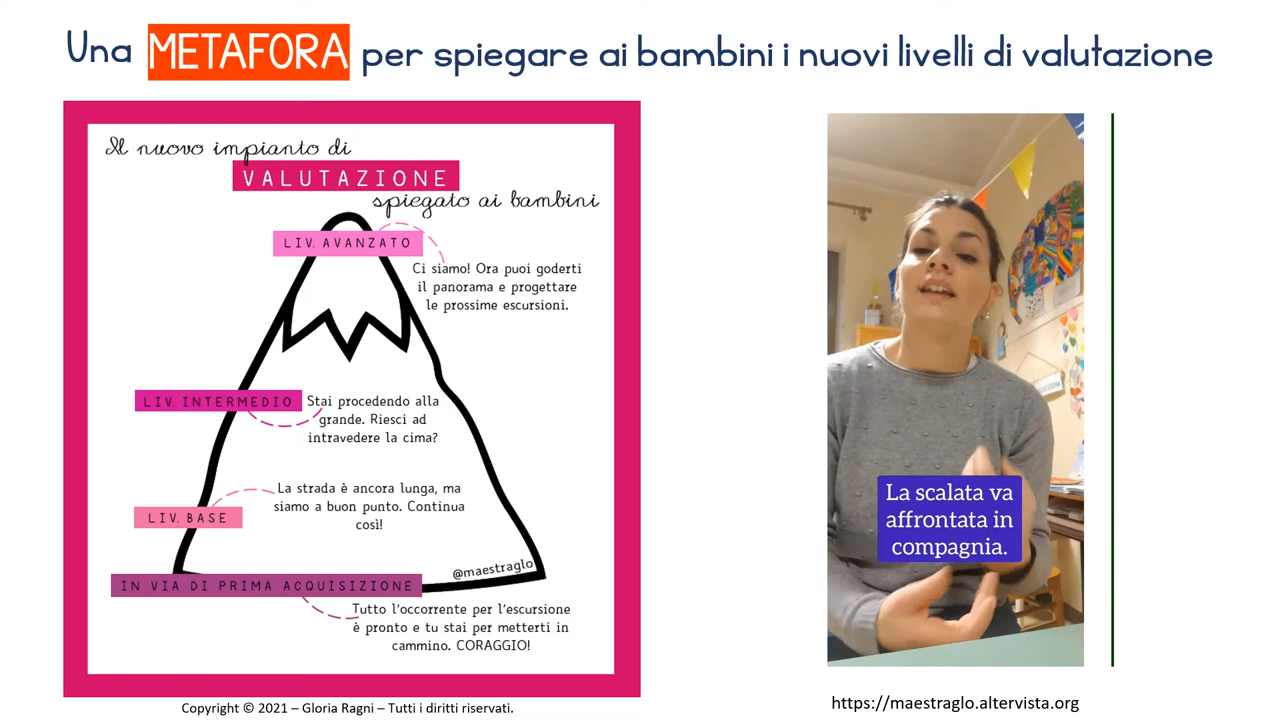 Una METAFORA per spiegare ai bambini i nuovi livelli di valutazione
Il nuovo impianto di
VALUTAZIONE
spiegato ai bambini
LIV. AVANZATO
Ci siamo! Ora puoi goderti
il panorama e progettare
le prossime escursioni.
LIV. INTERMEDIO
Stai procedendo alla
grande. Riesci ad
intravedere la cima?
La strada è ancora lunga, ma
siamo a buon punto. Continua
così!
LIV. BASE
@maestraglo
IN VIA DI PRIMA ACQUISIZIONE
Tutto l'occorrente per l'escursione
è pronto e tu stai per metterti in
cammino. CORAGGIO!
Copyright © 2021 – Gloria Ragni – Tutti i diritti riservati.
La scalata va
affrontata in
compagnia.
https://maestraglo.altervista.org